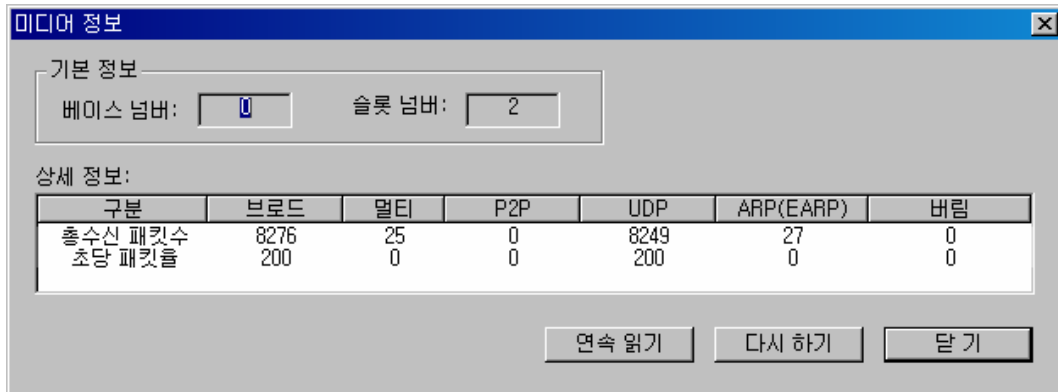 미디어 정보
기본 정보
베이스 넘버: 0 슬롯 넘버: 2
상세 정보:
구분 브로드 멀티 P2P UDP ARP(EARP) 버림
총수신 패킷수 8276 25 0 8249 27 0
초당 패킷율 200 0 0 200 0 0
연속 읽기 다시 하기 닫 기